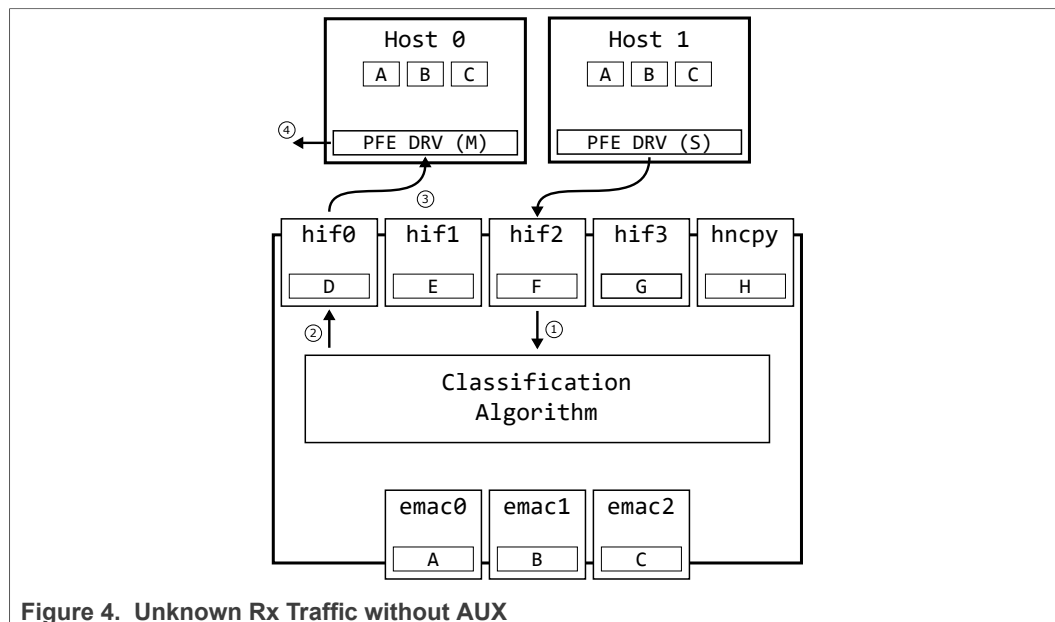 Host 0
A B C
PFE DRV (M)
④
Host 1
A B C
PFE DRV (S)
③
hif0 hif1 hif2 hif3 hncpy
D E F G H
② ①
Classification
Algorithm
emac0 emac1 emac2
A B C
Figure 4. Unknown Rx Traffic without AUX